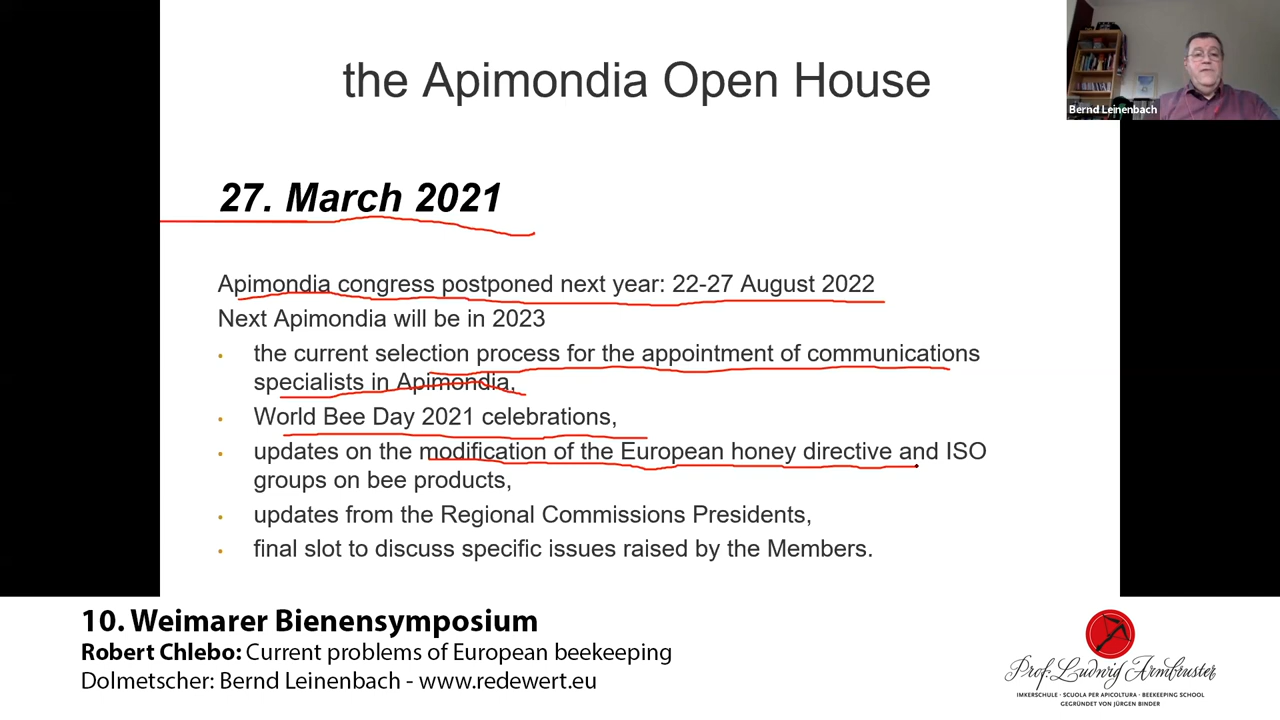 the Apimondia Open House
Bernd Leinenbach
27. March 2021
Apimondia congress postponed next year: 22-27 August 2022
Next Apimondia will be in 2023
• the current selection process for the appointment of communications
specialists in Apimondia,
• World Bee Day 2021 celebrations,
• updates on the modification of the European honey directive and ISO
groups on bee products,
• updates from the Regional Commissions Presidents,
• final slot to discuss specific issues raised by the Members.
10. Weimarer Bienensymposium
Robert Chlebo: Current problems of European beekeeping
Dolmetscher: Bernd Leinenbach - www.redewert.eu
Prof. Ludwig Armbruster
IMKERSCHULE · SCUOLA PER APICOLTURA · BEEKEEPING SCHOOL
GEGRÜNDET VON JÜRGEN BINDER